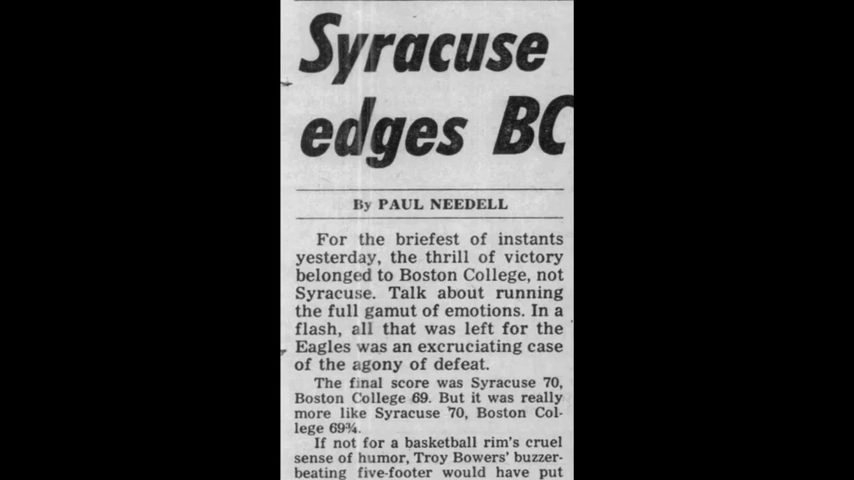 Syracuse
edges BC
By PAUL NEEDELL
For the briefest of instants
yesterday, the thrill of victory
belonged to Boston College, not
Syracuse. Talk about running
the full gamut of emotions. In a
flash, all that was left for the
Eagles was an excruciating case
of the agony of defeat.
The final score was Syracuse 70,
Boston College 69. But it was really
more like Syracuse 70, Boston Col-
lege 69¾.
If not for a basketball rim's cruel
sense of humor, Troy Bowers' buzzer-
beating five-footer would have put